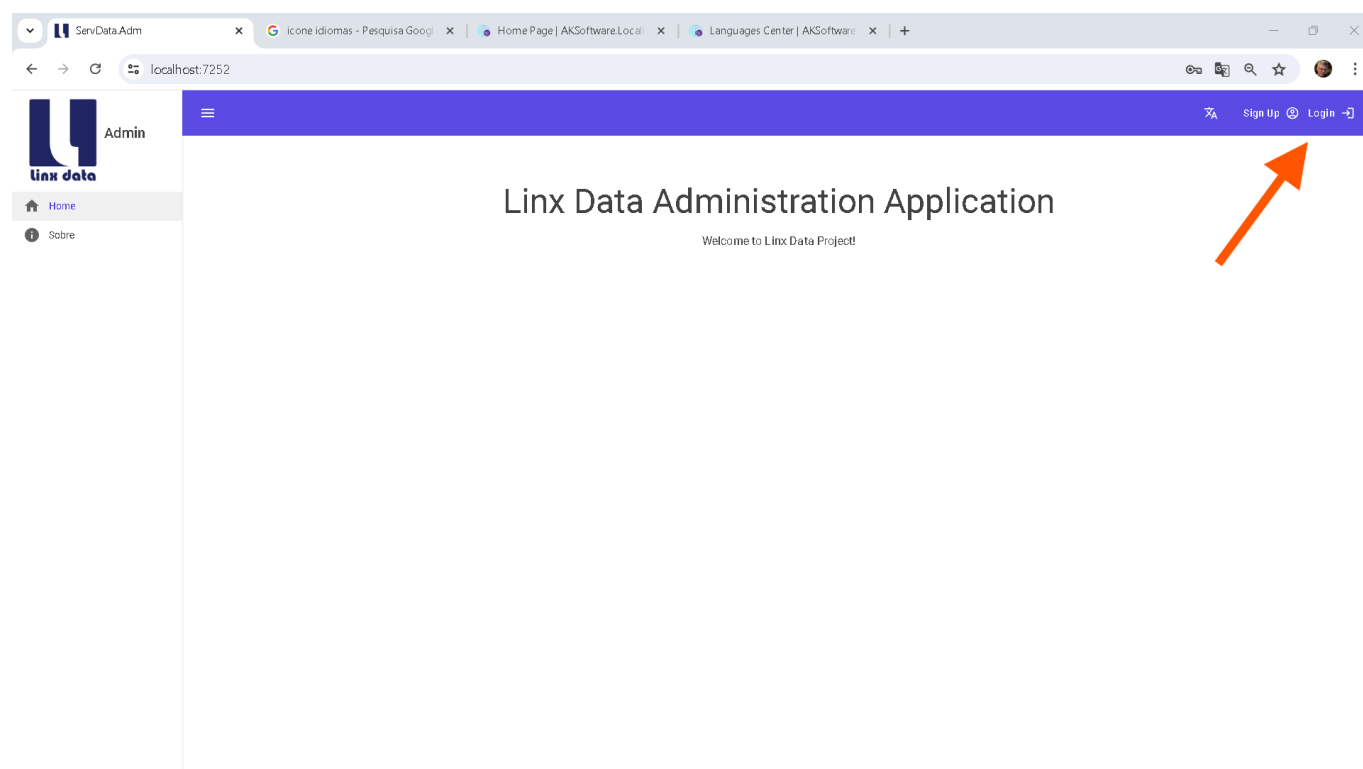 ServData.Adm
icone idiomas - Pesquisa Googl
Home Page | AKSoftware.Local
Languages Center | AKSoftware
localhost:7252
Admin
linx data
Sign Up
Login
Home
Sobre
Linx Data Administration Application
Welcome to Linx Data Project!